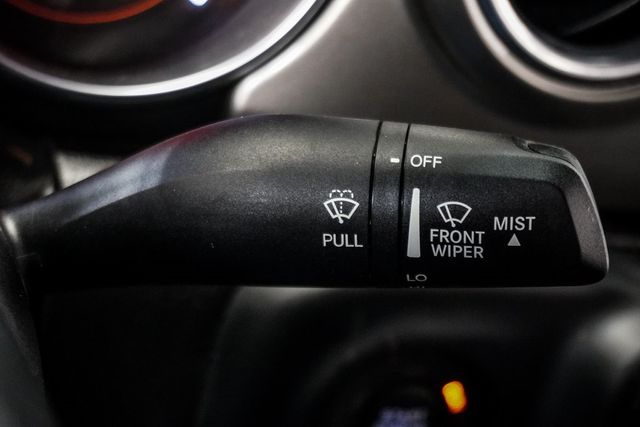 OFF
PULL
FRONT
WIPER
MIST
LO